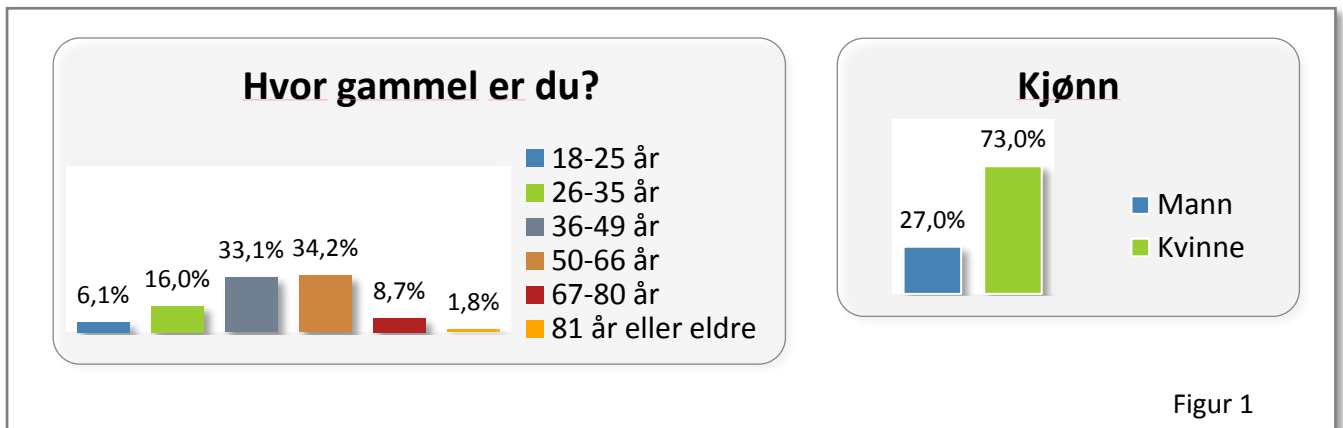 Hvor gammel er du?
18-25 år
26-35 år
36-49 år
50-66 år
67-80 år
81 år eller eldre
6,1%
16,0%
33,1%
34,2%
8,7%
1,8%
Kjønn
27,0%
73,0%
Mann
Kvinne
Figur 1